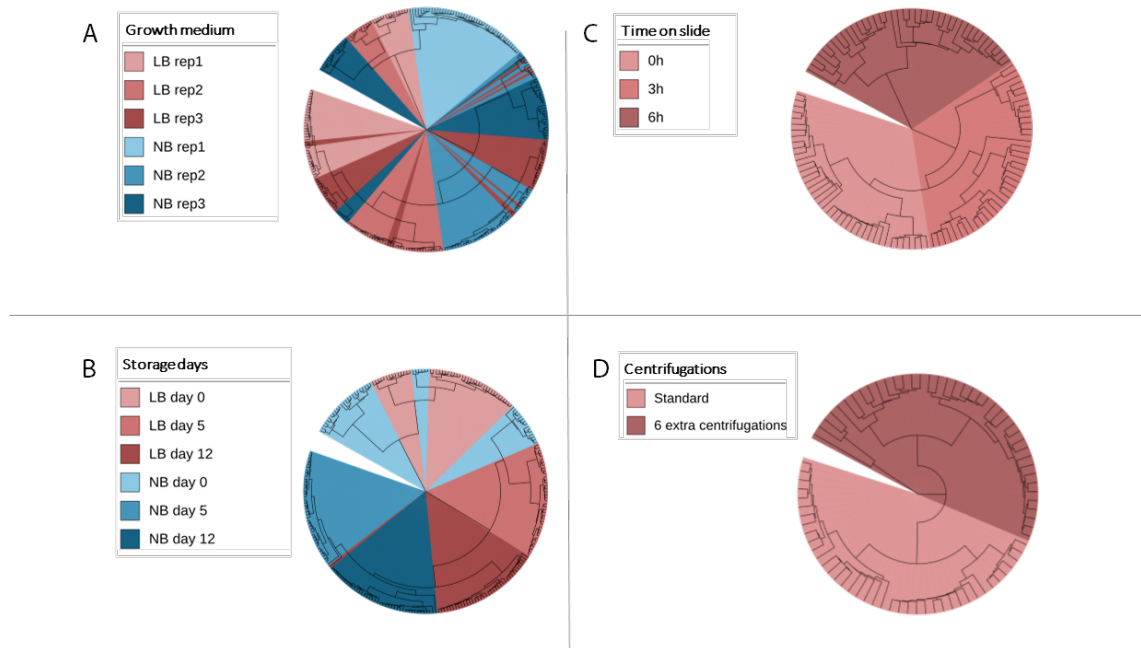 A
Growth medium
LB rep1
LB rep2
LB rep3
NB rep1
NB rep2
NB rep3
C
Time on slide
0h
3h
6h
B
Storage days
LB day 0
LB day 5
LB day 12
NB day 0
NB day 5
NB day 12
D
Centrifugations
Standard
6 extra centrifugations